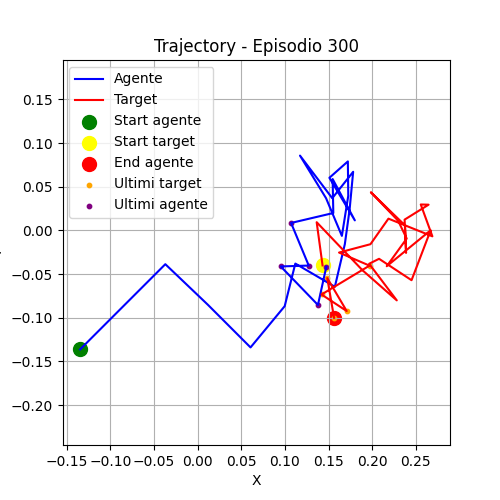 Trajectory - Episodio 300
Agente
Target
Start agente
Start target
End agente
Ultimi target
Ultimi agente
0.15
0.10
0.05
0.00
−0.05
−0.10
−0.15
−0.20
−0.15 −0.10 −0.05 0.00 0.05 0.10 0.15 0.20 0.25
X